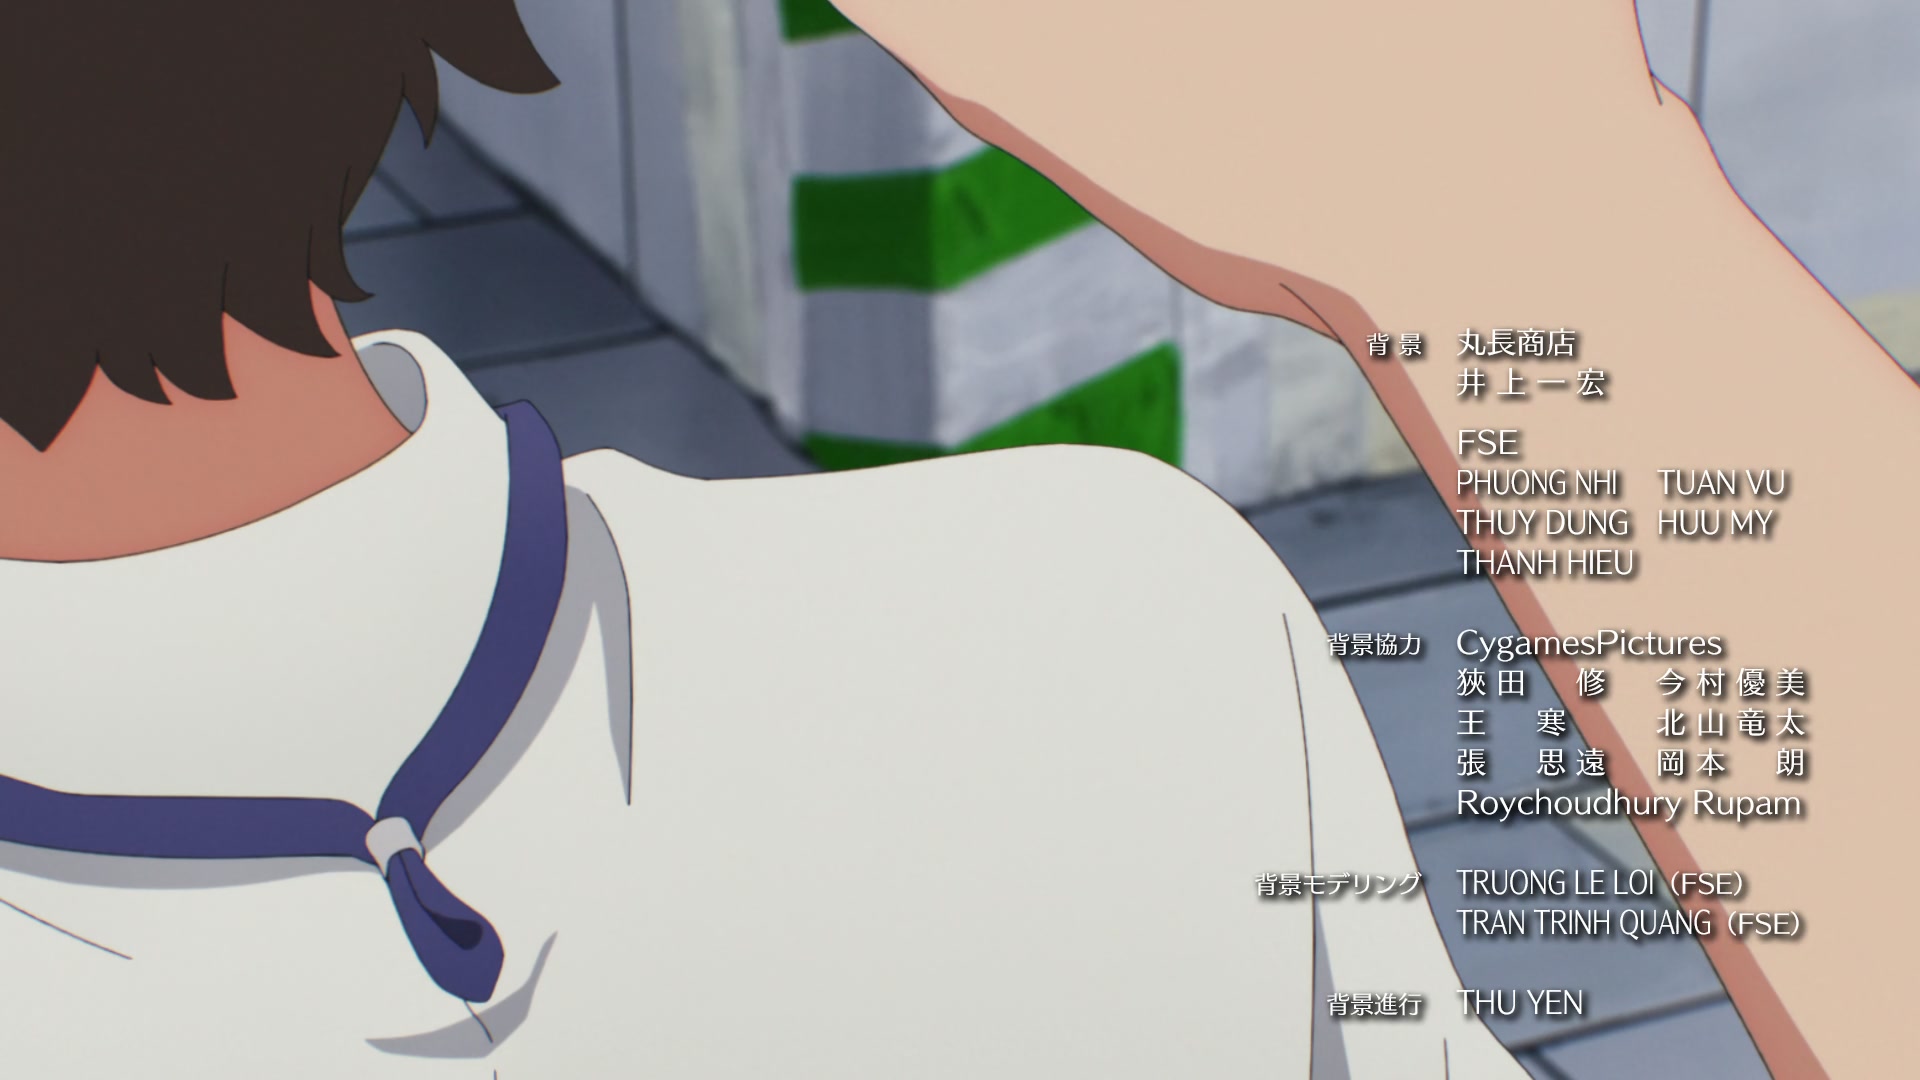 背景 丸長商店
井上一宏
FSE
PHUONG NHI TUAN VU
THUY DUNG HUU MY
THANH HIEU
背景協力 CygamesPictures
狹田 修 今村優美
王 寒 北山竜太
張 思遠 岡本 朗
Roychoudhury Rupam
背景モデリング TRUONG LE LOI（FSE）
TRAN TRINH QUANG（FSE）
背景進行 THU YEN